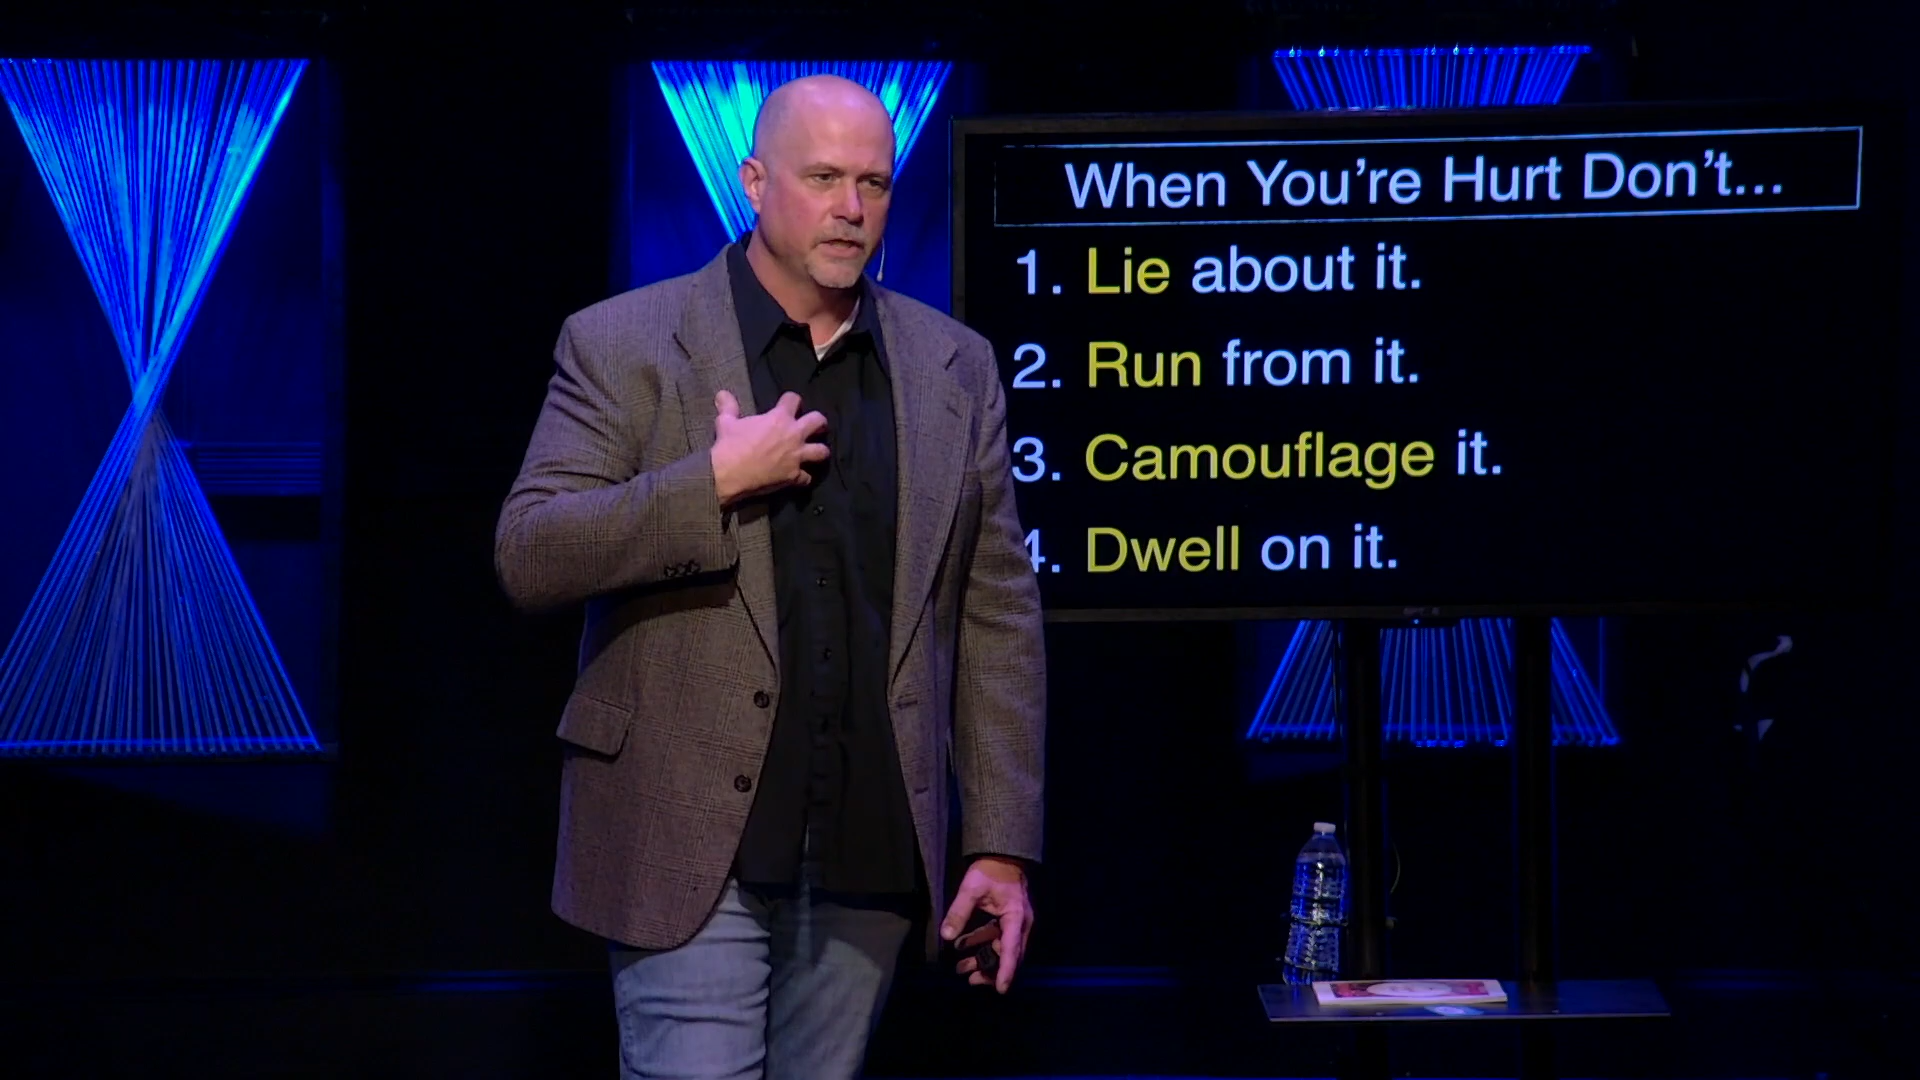 When You're Hurt Don't...
1. Lie about it.
2. Run from it.
3. Camouflage it.
4. Dwell on it.